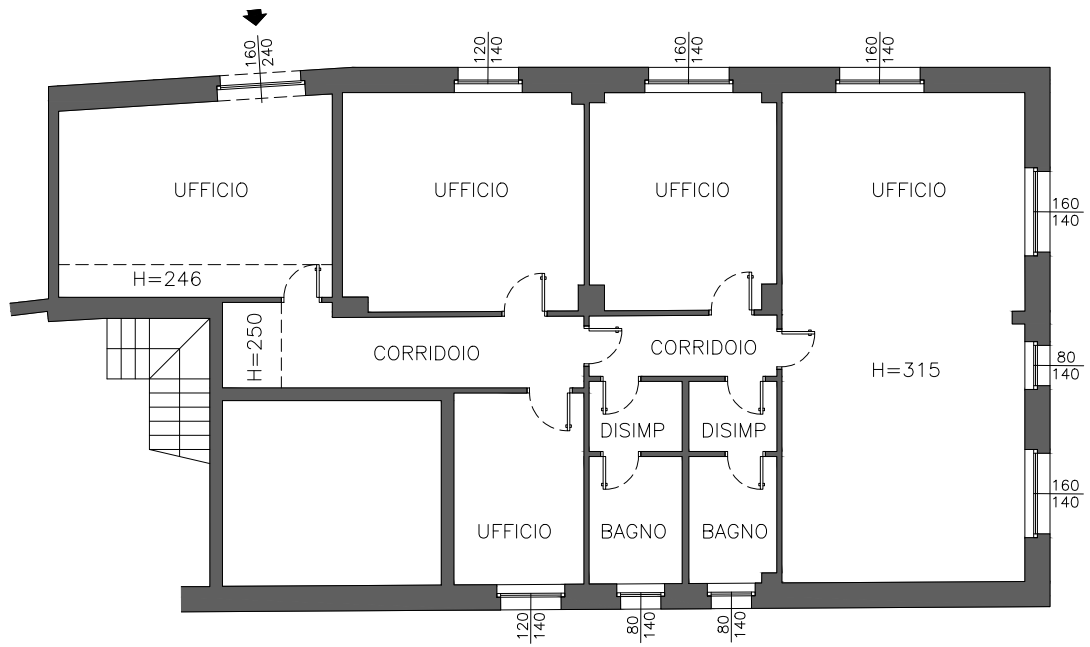 160
240
120
140
160
140
160
140
UFFICIO
UFFICIO
UFFICIO
UFFICIO
160
140
H=246
H=250
CORRIDOIO
CORRIDOIO
H=315
80
140
DISIMP
DISIMP
160
140
UFFICIO
BAGNO
BAGNO
120
140
80
140
80
140